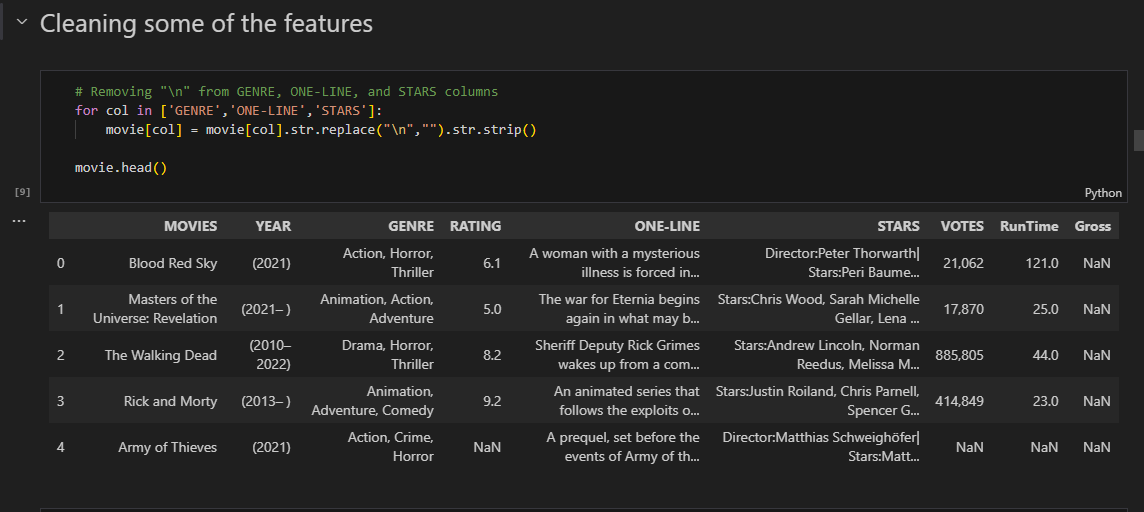 Cleaning some of the features
# Removing "\n" from GENRE, ONE-LINE, and STARS columns
for col in ['GENRE','ONE-LINE','STARS']:
    movie[col] = movie[col].str.replace("\n","").str.strip()
movie.head()
[9]
Python
...
MOVIES YEAR GENRE RATING ONE-LINE STARS VOTES RunTime Gross
0 Blood Red Sky (2021) Action, Horror, Thriller 6.1 A woman with a mysterious illness is forced in... Director:Peter Thorwarth| Stars:Peri Baume... 21,062 121.0 NaN
1 Masters of the Universe: Revelation (2021– ) Animation, Action, Adventure 5.0 The war for Eternia begins again in what may b... Stars:Chris Wood, Sarah Michelle Gellar, Lena ... 17,870 25.0 NaN
2 The Walking Dead (2010–2022) Drama, Horror, Thriller 8.2 Sheriff Deputy Rick Grimes wakes up from a com... Stars:Andrew Lincoln, Norman Reedus, Melissa M... 885,805 44.0 NaN
3 Rick and Morty (2013– ) Animation, Adventure, Comedy 9.2 An animated series that follows the exploits o... Stars:Justin Roiland, Chris Parnell, Spencer G... 414,849 23.0 NaN
4 Army of Thieves (2021) Action, Crime, Horror NaN A prequel, set before the events of Army of th... Director:Matthias Schweighöfer| Stars:Matt... NaN NaN NaN